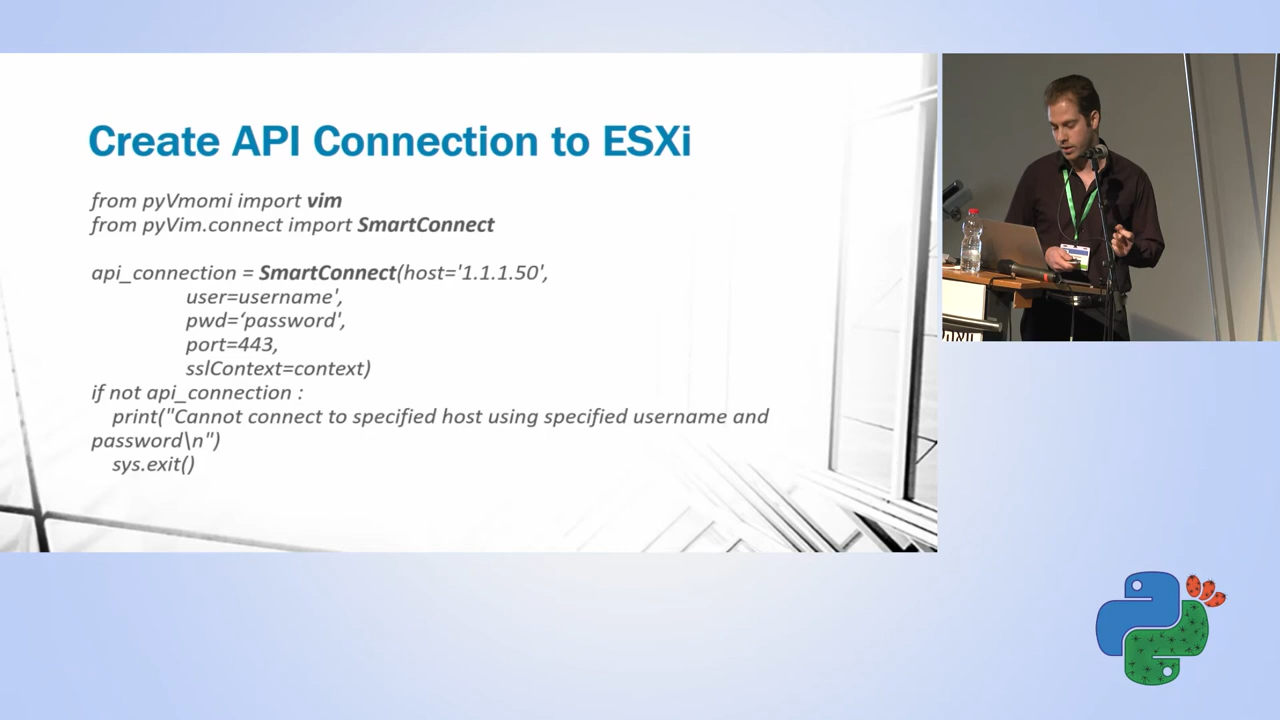 Create API Connection to ESXi
from pyVmomi import vim
from pyVim.connect import SmartConnect
api_connection = SmartConnect(host='1.1.1.50',
user=username',
pwd=‘password',
port=443,
sslContext=context)
if not api_connection :
print("Cannot connect to specified host using specified username and
password\n")
sys.exit()